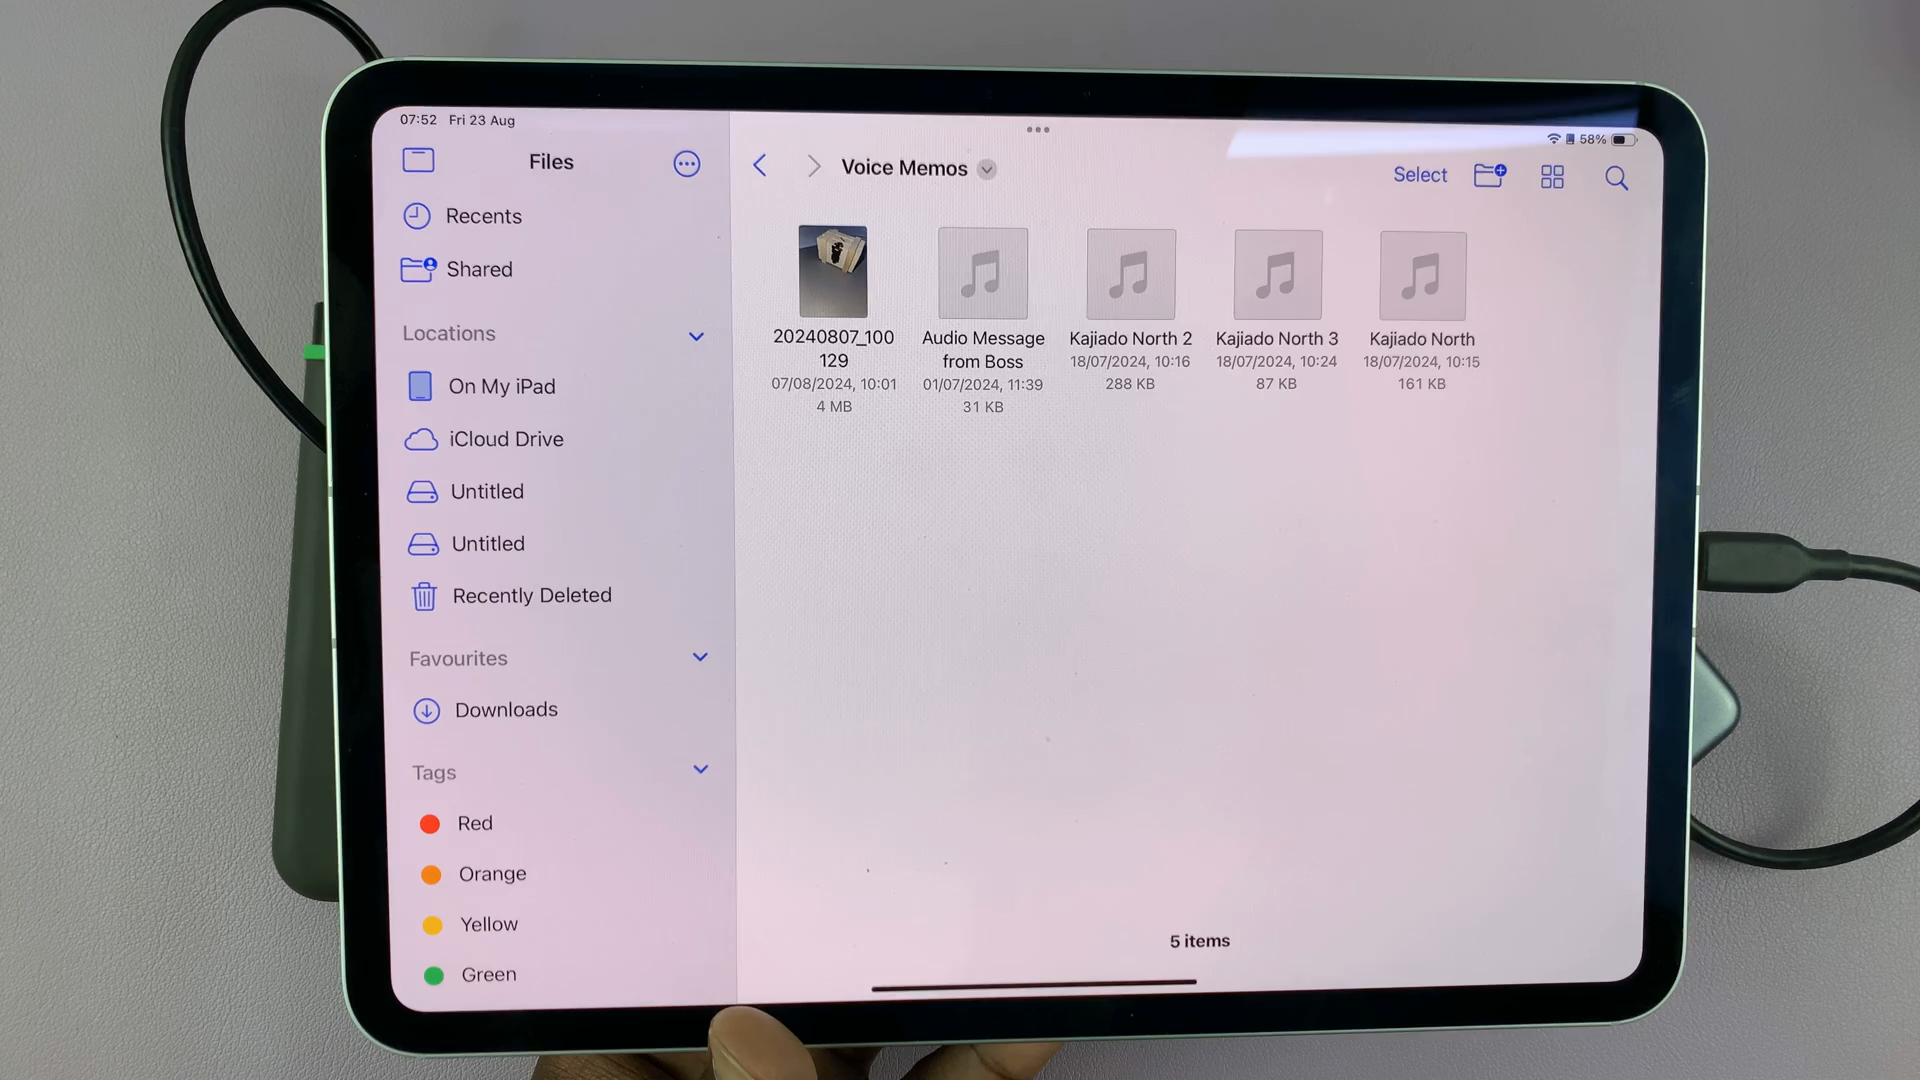 07:52 Fri 23 Aug
58%
Files
Recents
Shared
Locations
On My iPad
iCloud Drive
Untitled
Untitled
Recently Deleted
Favourites
Downloads
Tags
Red
Orange
Yellow
Green
Voice Memos
Select
20240807_100
129
07/08/2024, 10:01
4 MB
Audio Message
from Boss
01/07/2024, 11:39
31 KB
Kajiado North 2
18/07/2024, 10:16
288 KB
Kajiado North 3
18/07/2024, 10:24
87 KB
Kajiado North
18/07/2024, 10:15
161 KB
5 items